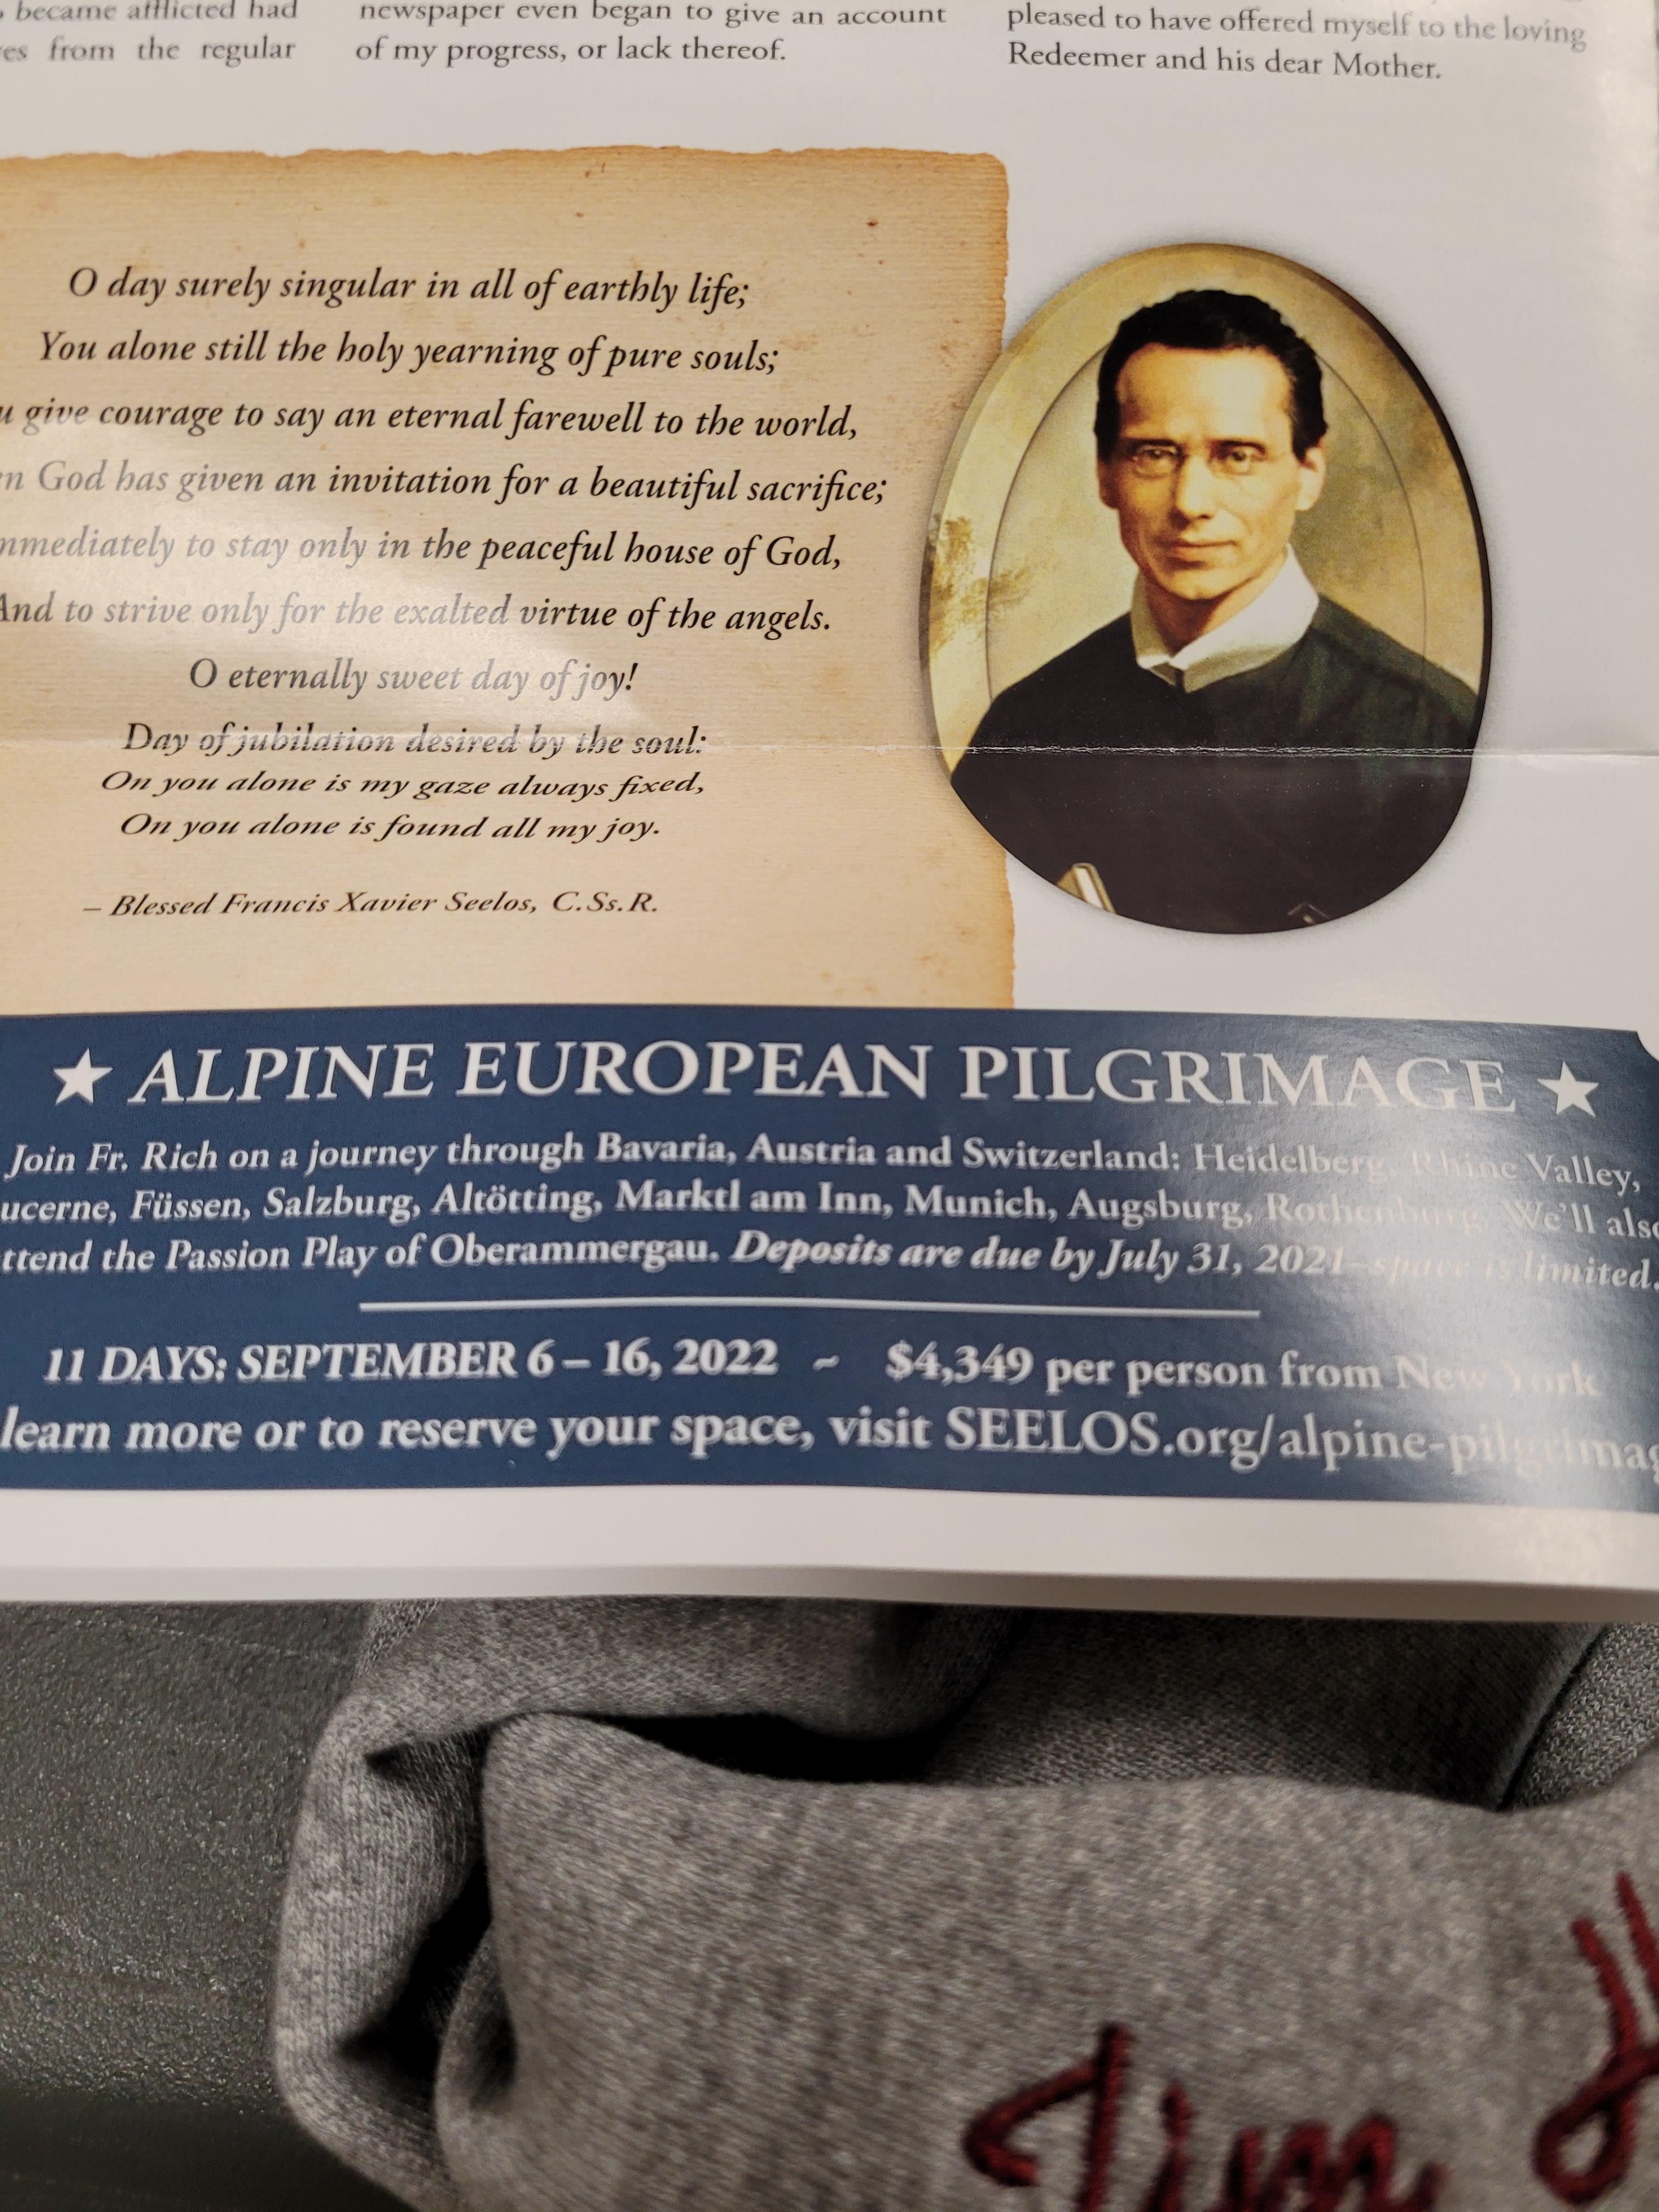 became afflicted had
from the regular
newspaper even began to give an account
of my progress, or lack thereof.
pleased to have offered myself to the loving
Redeemer and his dear Mother.
O day surely singular in all of earthly life;
You alone still the holy yearning of pure souls;
give courage to say an eternal farewell to the world,
God has given an invitation for a beautiful sacrifice;
to stay only in the peaceful house of God,
And to strive only for the exalted virtue of the angels.
O eternally sweet day of joy!
Day of jubilation desired by the soul:
On you alone is my gaze always fixed,
On you alone is found all my joy.
– Blessed Francis Xavier Seelos, C.Ss.R.
★ ALPINE EUROPEAN PILGRIMAGE ★
Join Fr. Rich on a journey through Bavaria, Austria and Switzerland: Heidelberg, Rhine Valley,
Füssen, Salzburg, Altötting, Marktl am Inn, Munich, Augsburg, Rothenburg. We'll
the Passion Play of Oberammergau. Deposits are due by July 31, 2021–space is limited.
11 DAYS: SEPTEMBER 6 – 16, 2022 ~ $4,349 per person from New York
learn more or to reserve your space, visit SEELOS.org/alpine-pilgrimag
Jim H